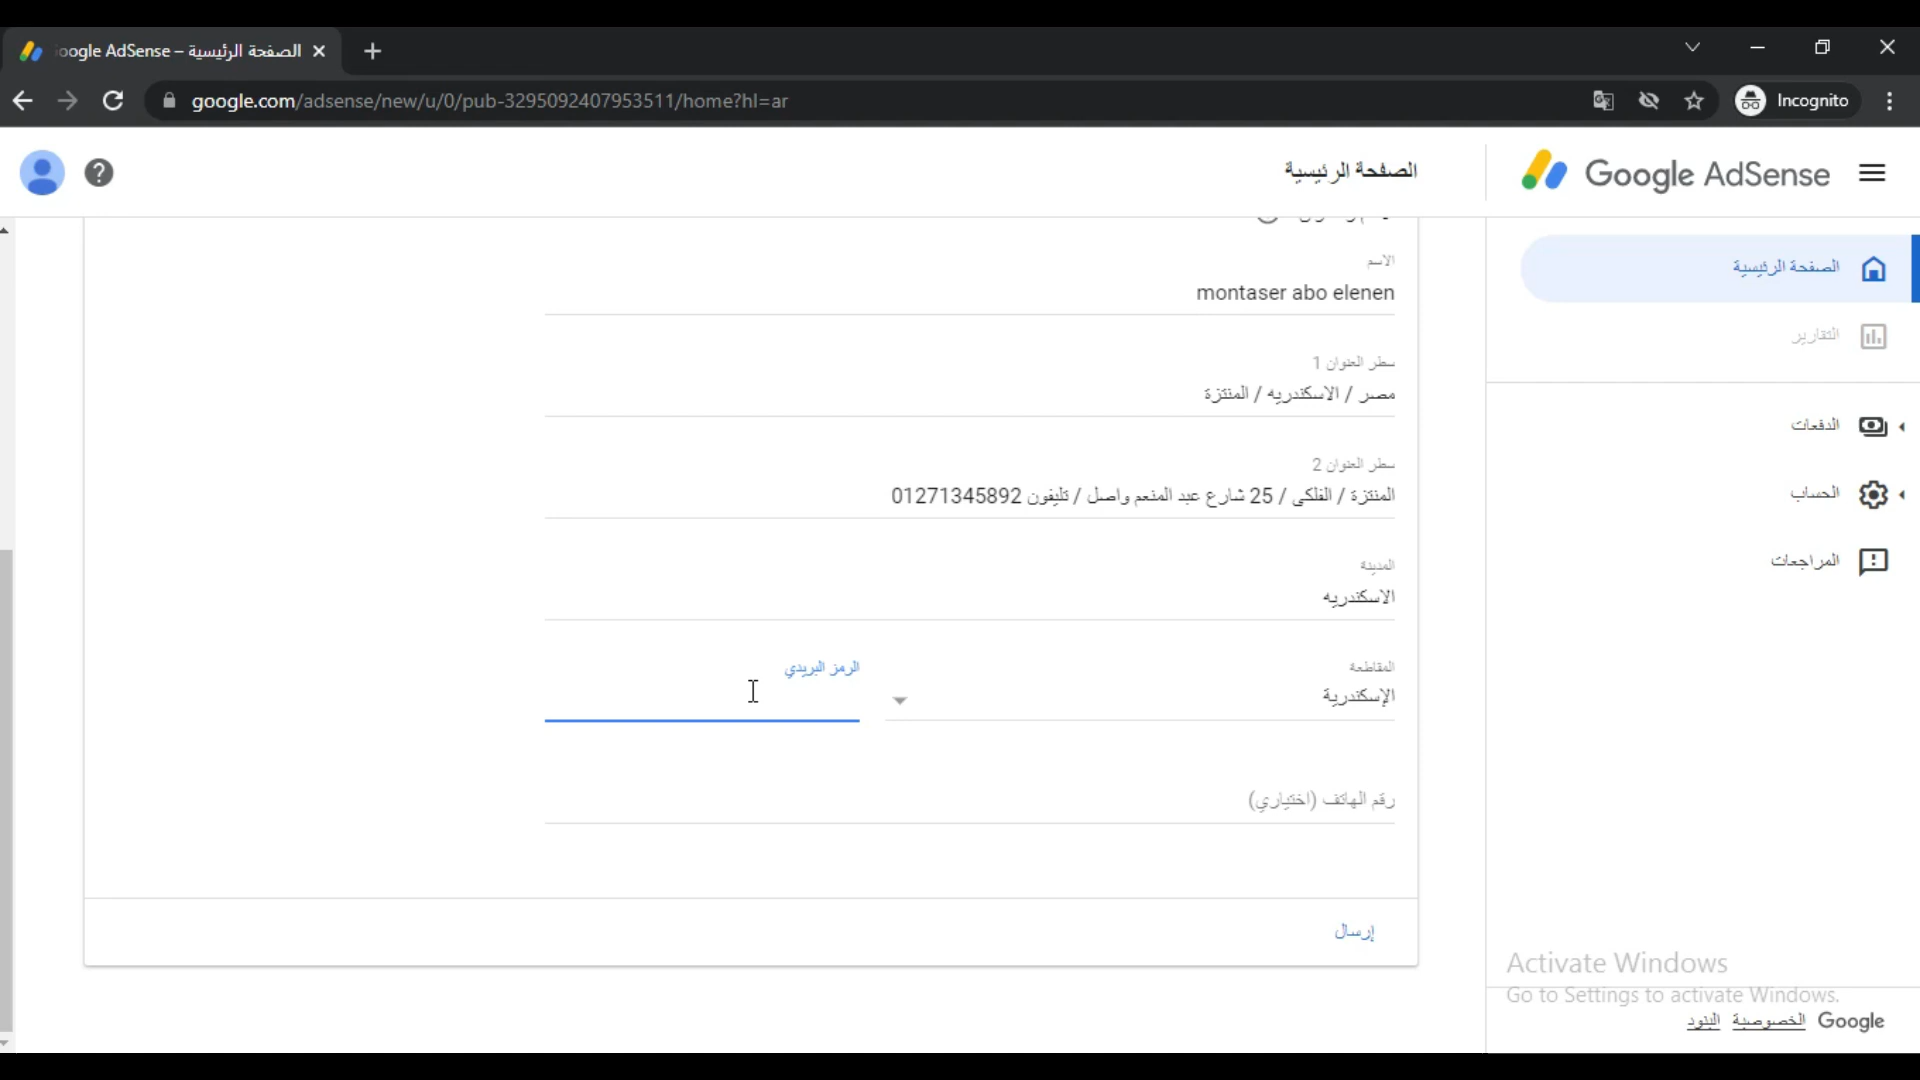 oogle AdSense – الصفحة الرئيسية
google.com/adsense/new/u/0/pub-3295092407953511/home?hl=ar
Incognito
Google AdSense
الصفحة الرئيسية
الصفحة الرئيسية
التقارير
الدفعات
الحساب
المراجعات
الاسم
montaser abo elenen
سطر العنوان 1
مصر / الاسكندريه / المنتزة
سطر العنوان 2
المنتزة / الفلكى / 25 شارع عبد المنعم واصل / تليفون 01271345892
المدينة
الاسكندريه
المقاطعة
الرمز البريدي
الإسكندرية
رقم الهاتف (اختياري)
إرسال
Activate Windows
Go to Settings to activate Windows.
Google الخصوصية البنود